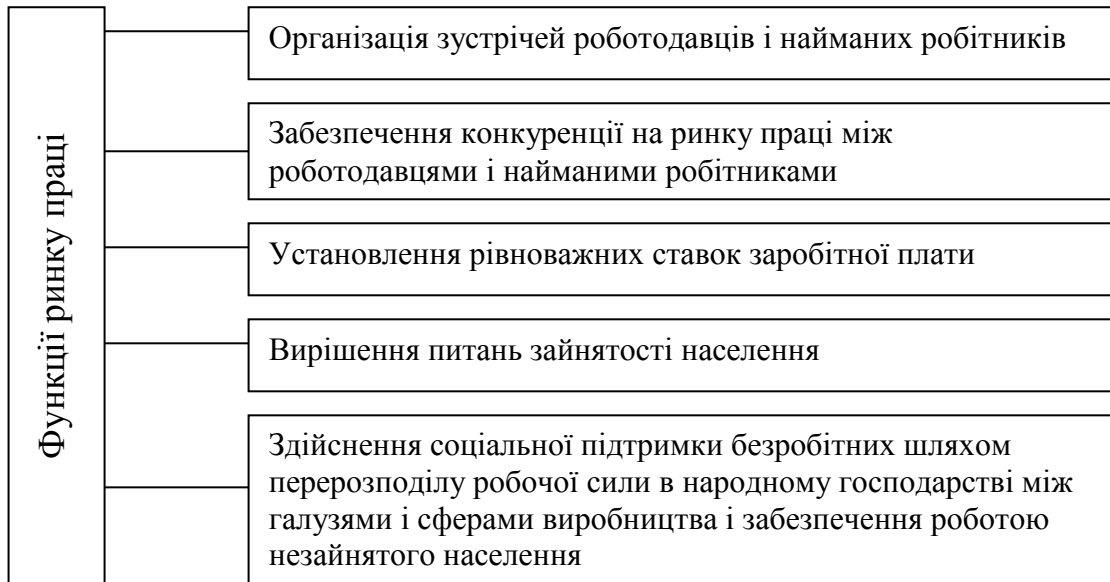 Функції ринку праці
Організація зустрічей роботодавців і найманих робітників
Забезпечення конкуренції на ринку праці між
роботодавцями і найманими робітниками
Установлення рівноважних ставок заробітної плати
Вирішення питань зайнятості населення
Здійснення соціальної підтримки безробітних шляхом
перерозподілу робочої сили в народному господарстві між
галузями і сферами виробництва і забезпечення роботою
незайнятого населення